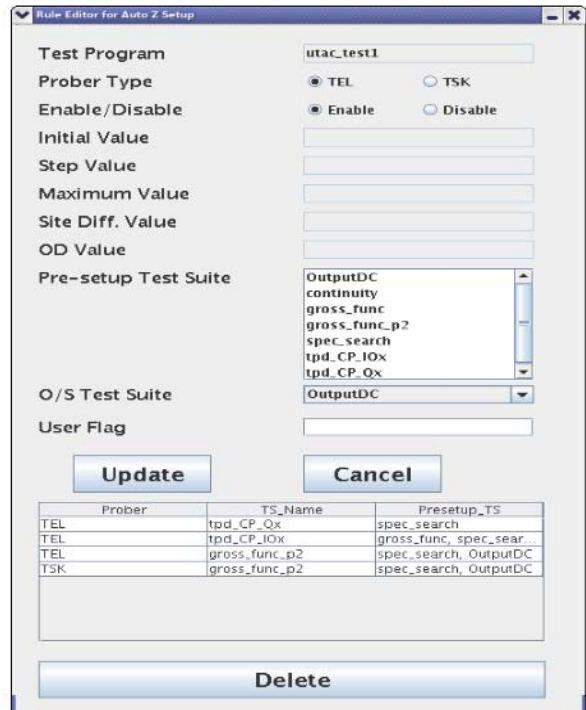 Rule Editor for Auto Z Setup
Test Program utac_test1
Prober Type TEL TSK
Enable/Disable Enable Disable
Initial Value
Step Value
Maximum Value
Site Diff. Value
OD Value
Pre-setup Test Suite OutputDC
continuity
gross_func
gross_func_p2
spec_search
tpd_CP_IOx
tpd_CP_Qx
O/S Test Suite OutputDC
User Flag
Update Cancel
Prober TS_Name Presetup_TS
TEL tpd_CP_Qx spec_search
TEL tpd_CP_IOx gross_func, spec_sear...
TEL gross_func_p2 spec_search, OutputDC
TSK gross_func_p2 spec_search, OutputDC
Delete